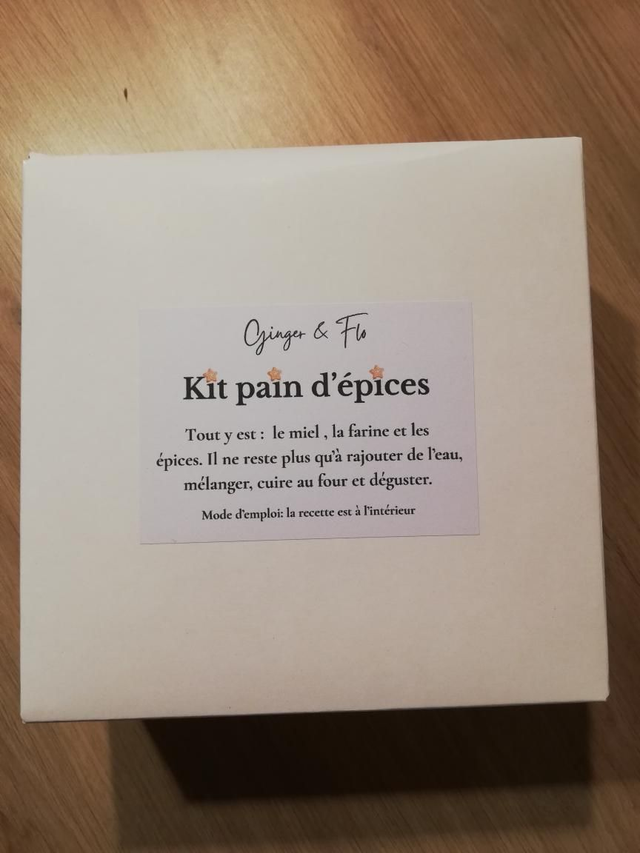 Ginger & Flo
Kit pain d'épices
Tout y est : le miel , la farine et les
épices. Il ne reste plus qu'à rajouter de l'eau,
mélanger, cuire au four et déguster.
Mode d'emploi: la recette est à l'intérieur